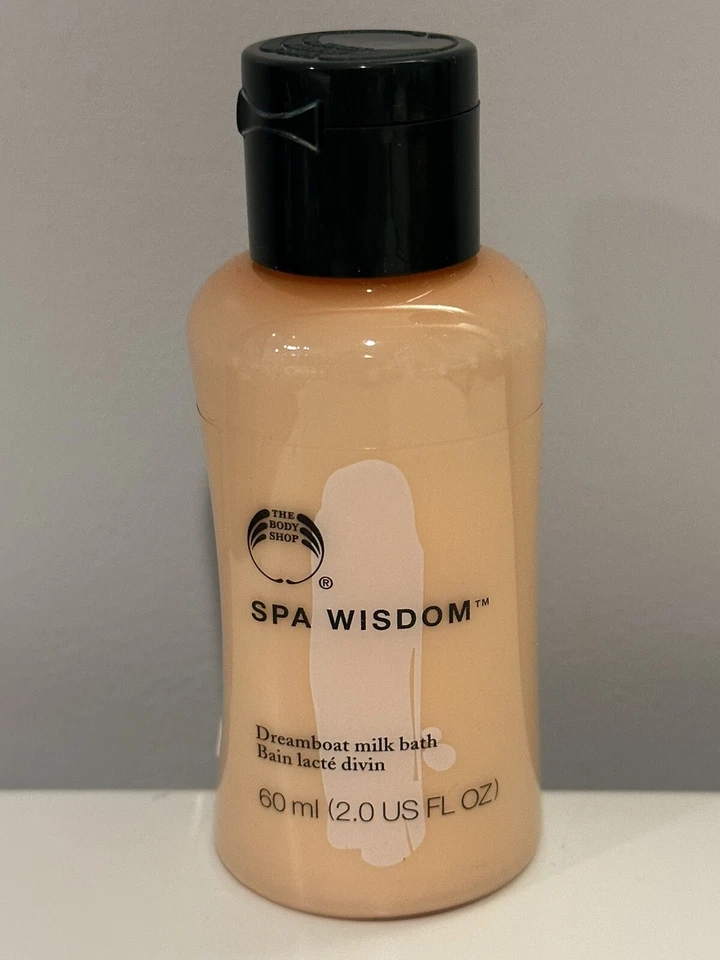 THE
BODY
SHOP
®
SPA WISDOM™
Dreamboat milk bath
Bain lacté divin
60 ml (2.0 US FL OZ)